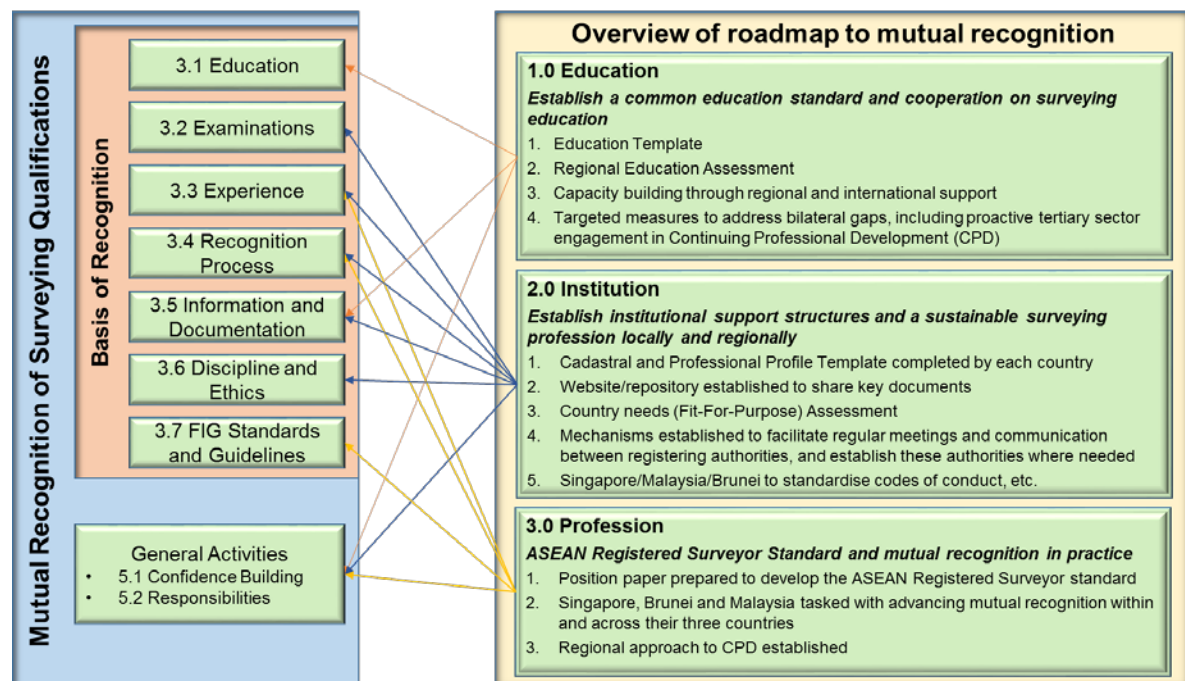 Mutual Recognition of Surveying Qualifications
Basis of Recognition
3.1 Education
3.2 Examinations
3.3 Experience
3.4 Recognition
Process
3.5 Information and
Documentation
3.6 Discipline and
Ethics
3.7 FIG Standards
and Guidelines
General Activities
• 5.1 Confidence Building
• 5.2 Responsibilities
Overview of roadmap to mutual recognition
1.0 Education
Establish a common education standard and cooperation on surveying
education
1. Education Template
2. Regional Education Assessment
3. Capacity building through regional and international support
4. Targeted measures to address bilateral gaps, including proactive tertiary sector
engagement in Continuing Professional Development (CPD)
2.0 Institution
Establish institutional support structures and a sustainable surveying
profession locally and regionally
1. Cadastral and Professional Profile Template completed by each country
2. Website/repository established to share key documents
3. Country needs (Fit-For-Purpose) Assessment
4. Mechanisms established to facilitate regular meetings and communication
between registering authorities, and establish these authorities where needed
5. Singapore/Malaysia/Brunei to standardise codes of conduct, etc.
3.0 Profession
ASEAN Registered Surveyor Standard and mutual recognition in practice
1. Position paper prepared to develop the ASEAN Registered Surveyor standard
2. Singapore, Brunei and Malaysia tasked with advancing mutual recognition within
and across their three countries
3. Regional approach to CPD established